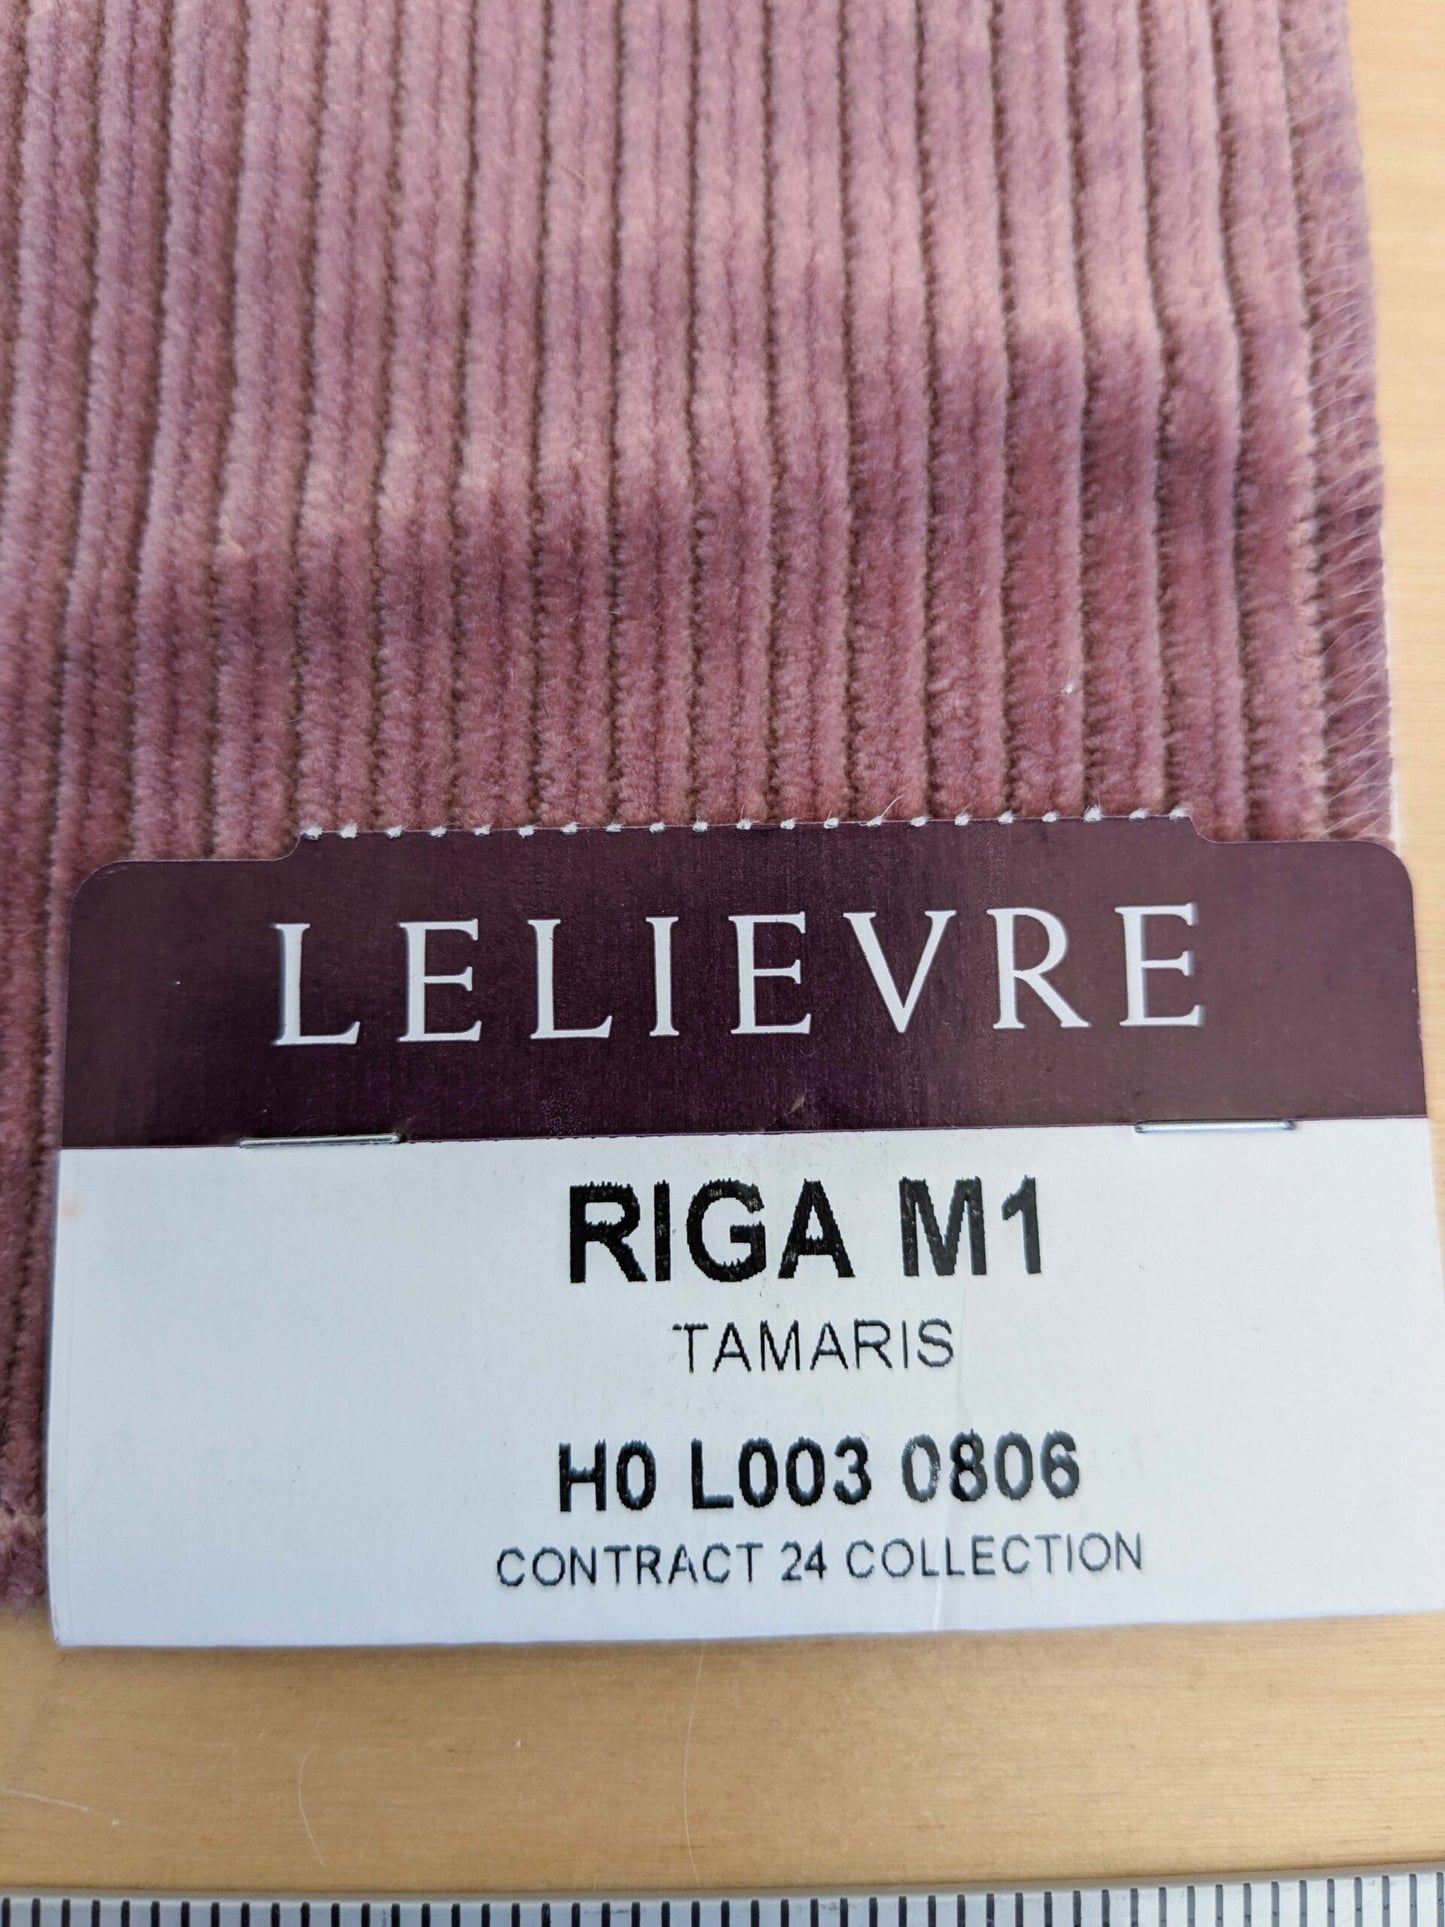 LELIEVRE
RIGA M1
TAMARIS
H0 L003 0806
CONTRACT 24 COLLECTION